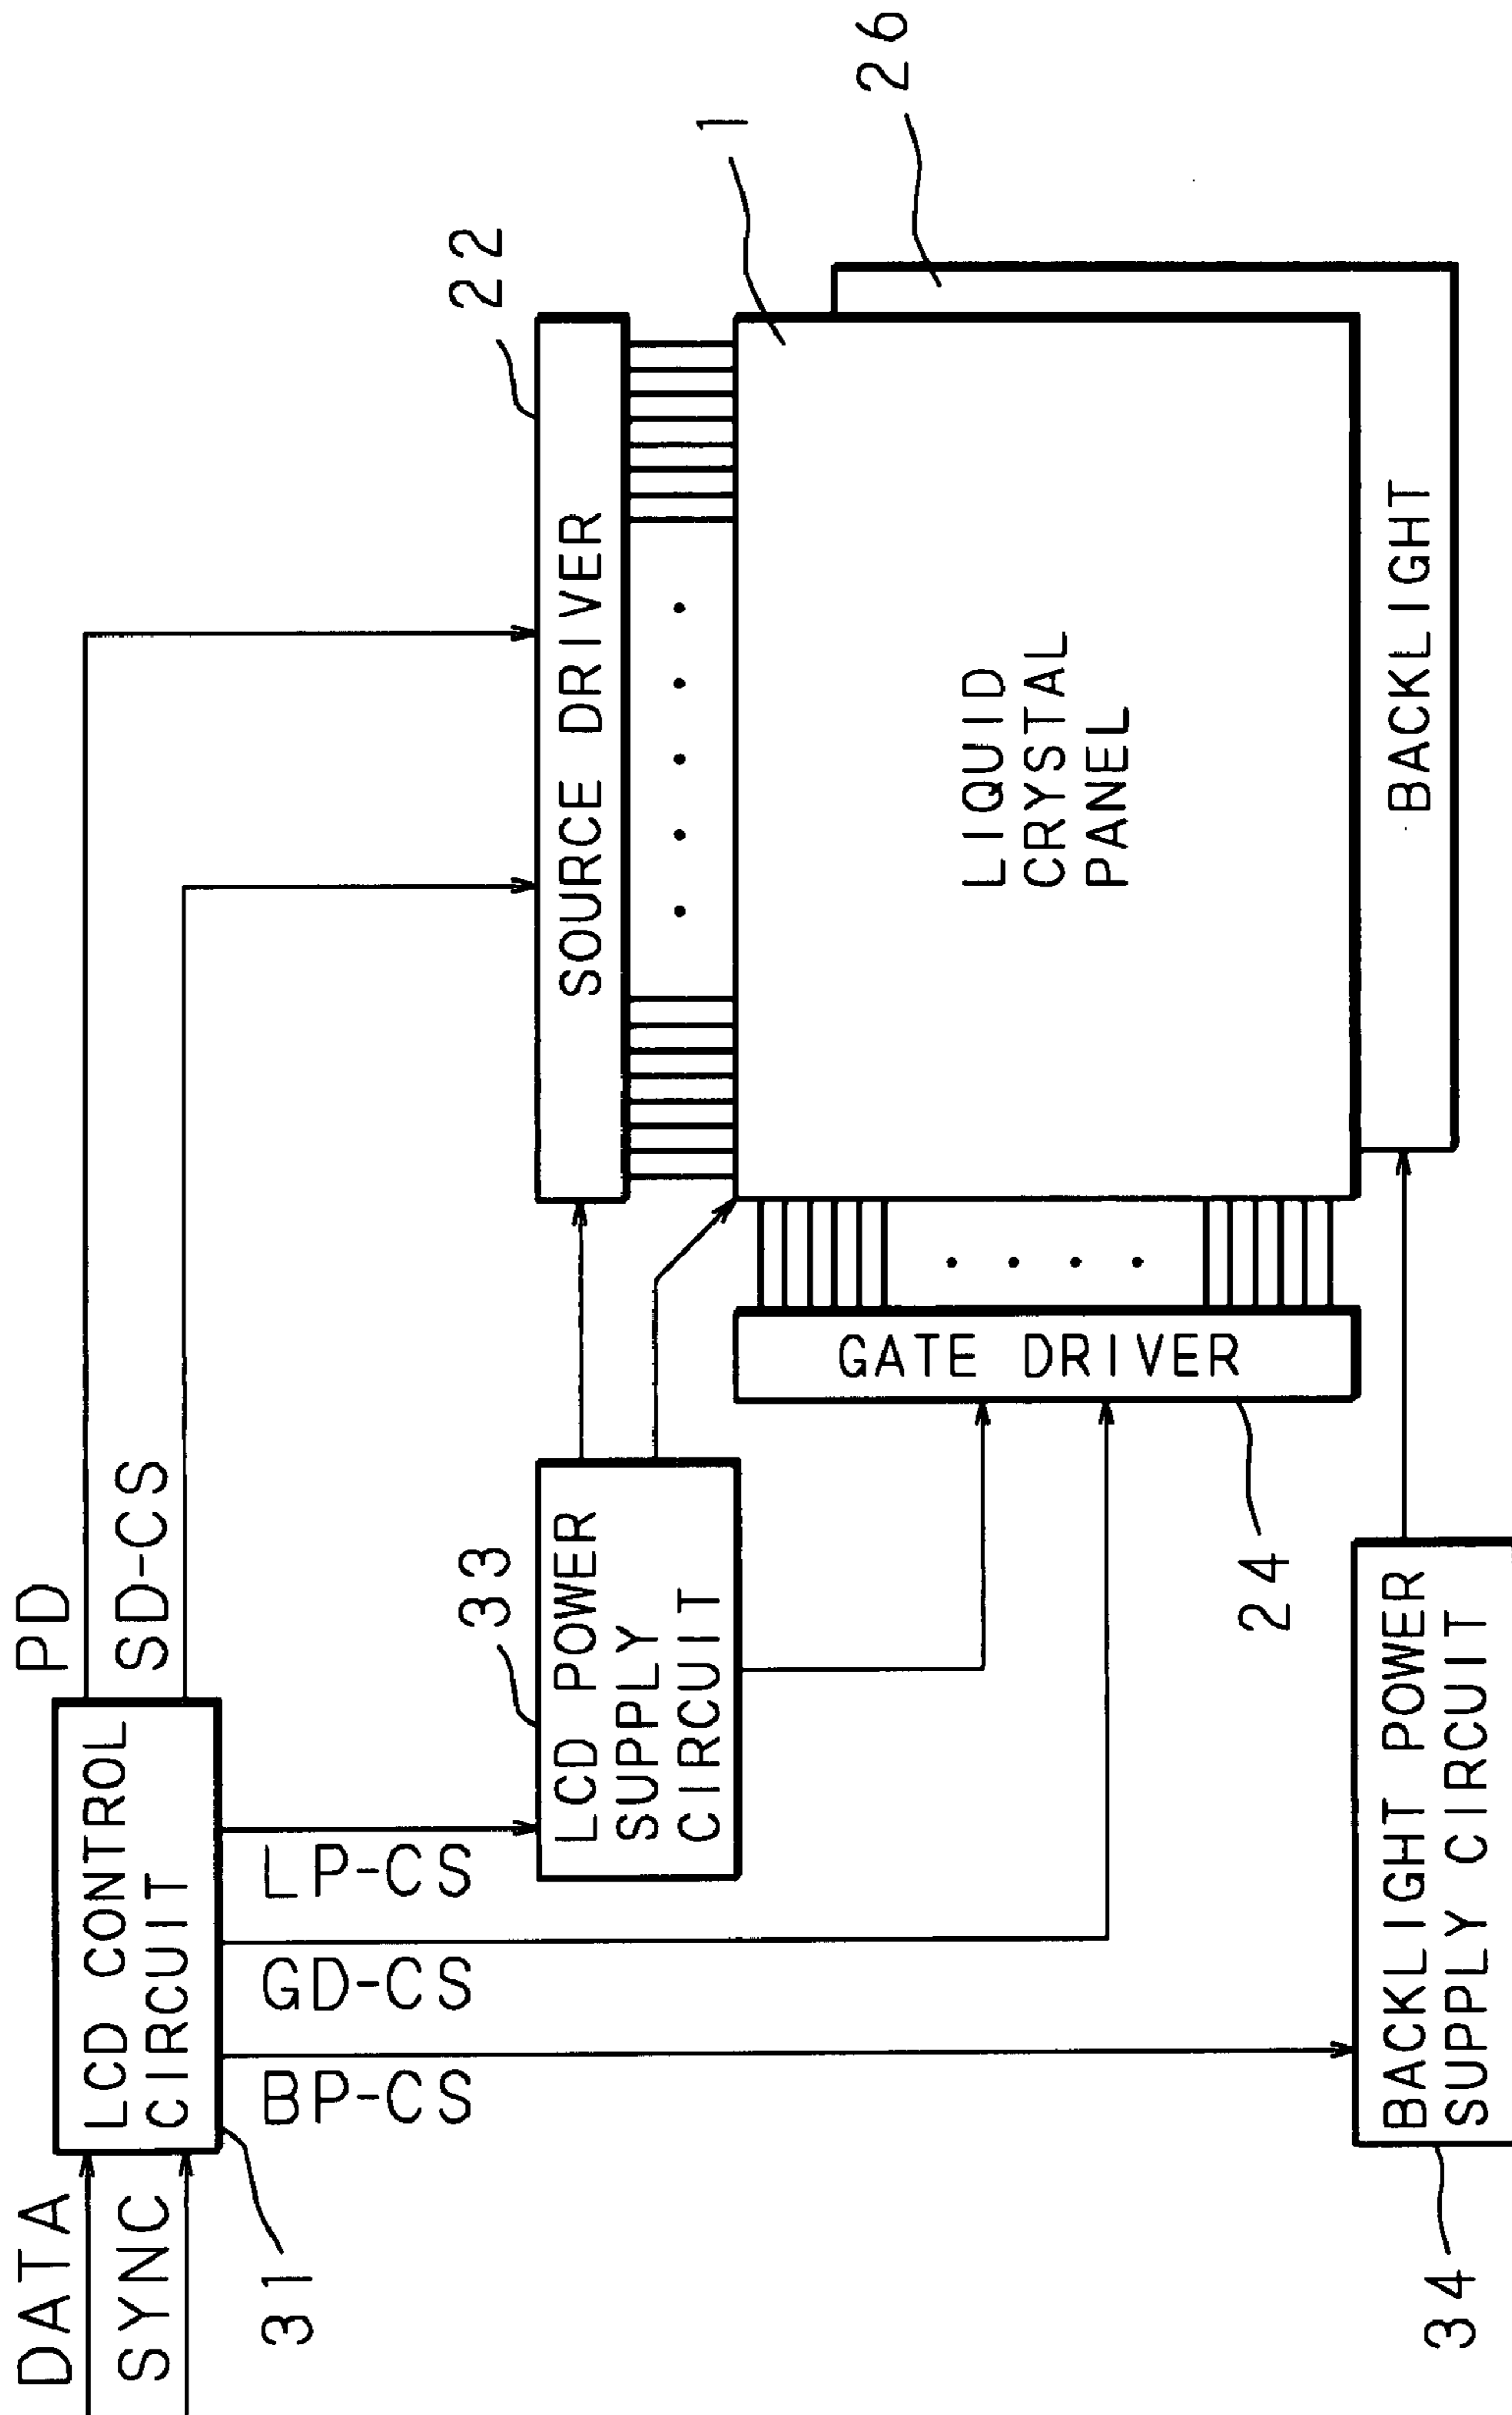 DATA
SYNC
31
LCD CONTROL
CIRCUIT
PD
SD-CS
LP-CS
GD-CS
BP-CS
33
LCD POWER
SUPPLY
CIRCUIT
22
SOURCE DRIVER
1
26
LIQUID
CRYSTAL
PANEL
GATE DRIVER
24
BACKLIGHT
BACKLIGHT POWER
SUPPLY CIRCUIT
34